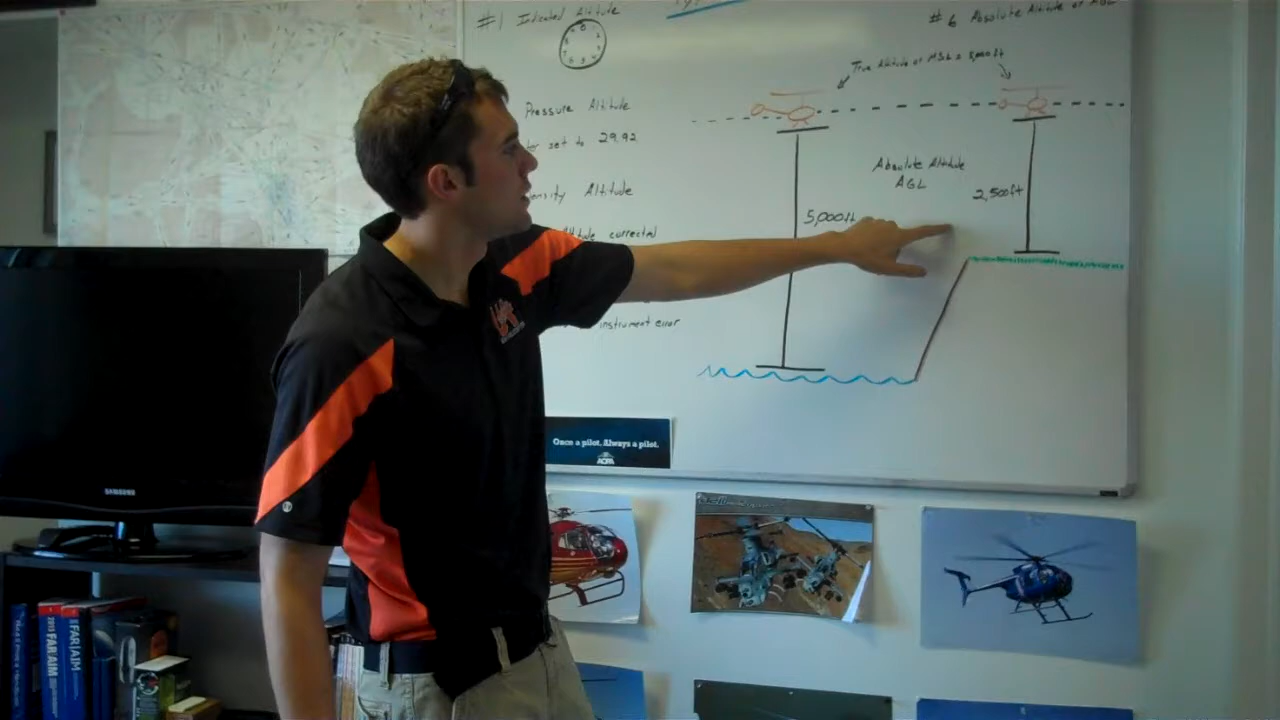 #1 Indicated Altitude
#6 Absolute Altitude or AGL
True Altitude or MSL = 5,000 ft
Pressure Altitude
set to 29.92
Absolute Altitude
AGL
2,500ft
Altitude
5,000ft
corrected
instrument error
Once a pilot. Always a pilot.
AOPA
SAMSUNG
FAR/AIM
FAR/AIM